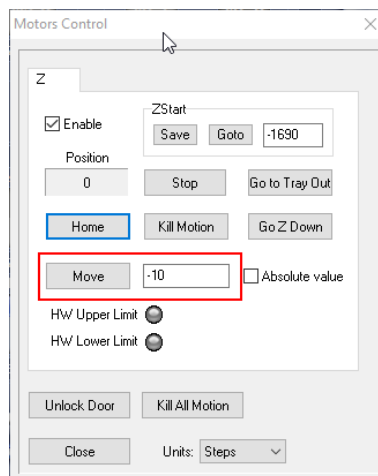 Motors Control
Z
Enable
ZStart
Save Goto -1690
Position
0 Stop Go to Tray Out
Home Kill Motion Go Z Down
Move -10 Absolute value
HW Upper Limit
HW Lower Limit
Unlock Door Kill All Motion
Close Units: Steps